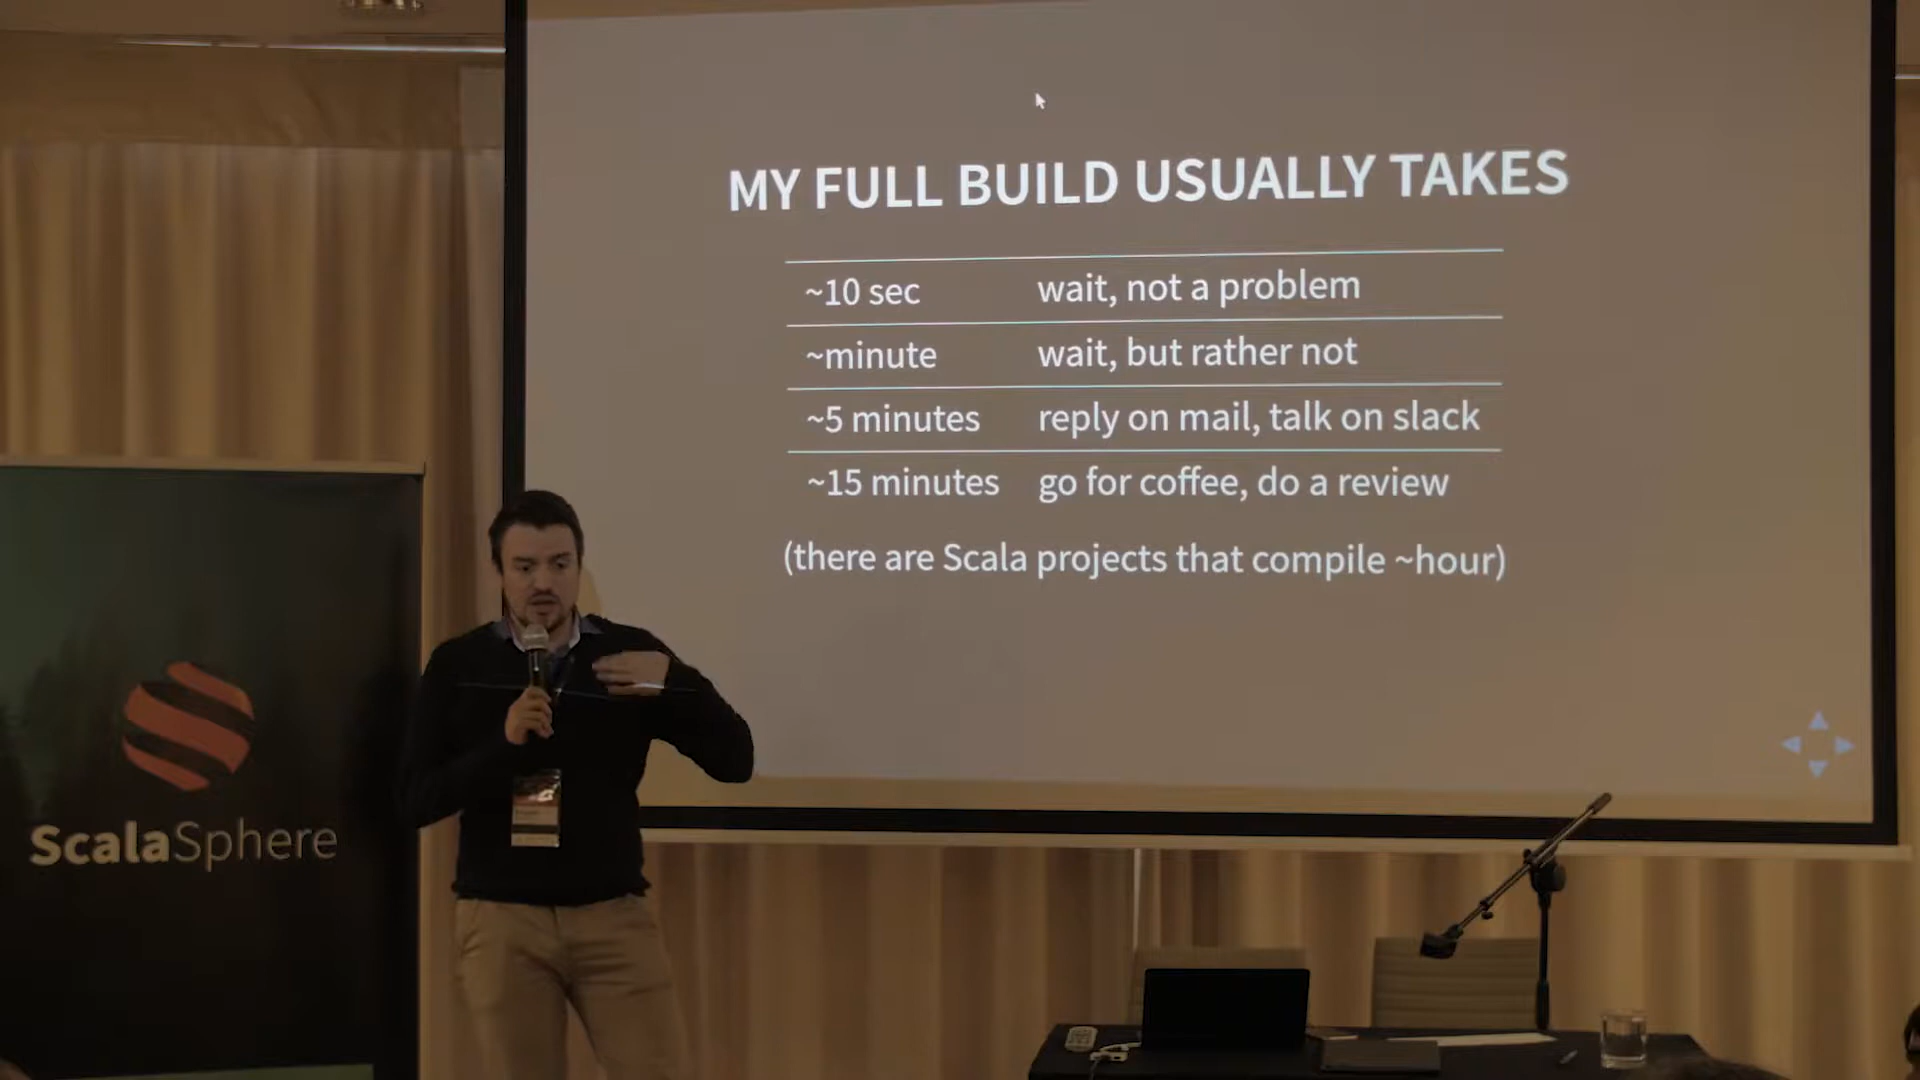 MY FULL BUILD USUALLY TAKES
~10 sec wait, not a problem
~minute wait, but rather not
~5 minutes reply on mail, talk on slack
~15 minutes go for coffee, do a review
(there are Scala projects that compile ~hour)
ScalaSphere